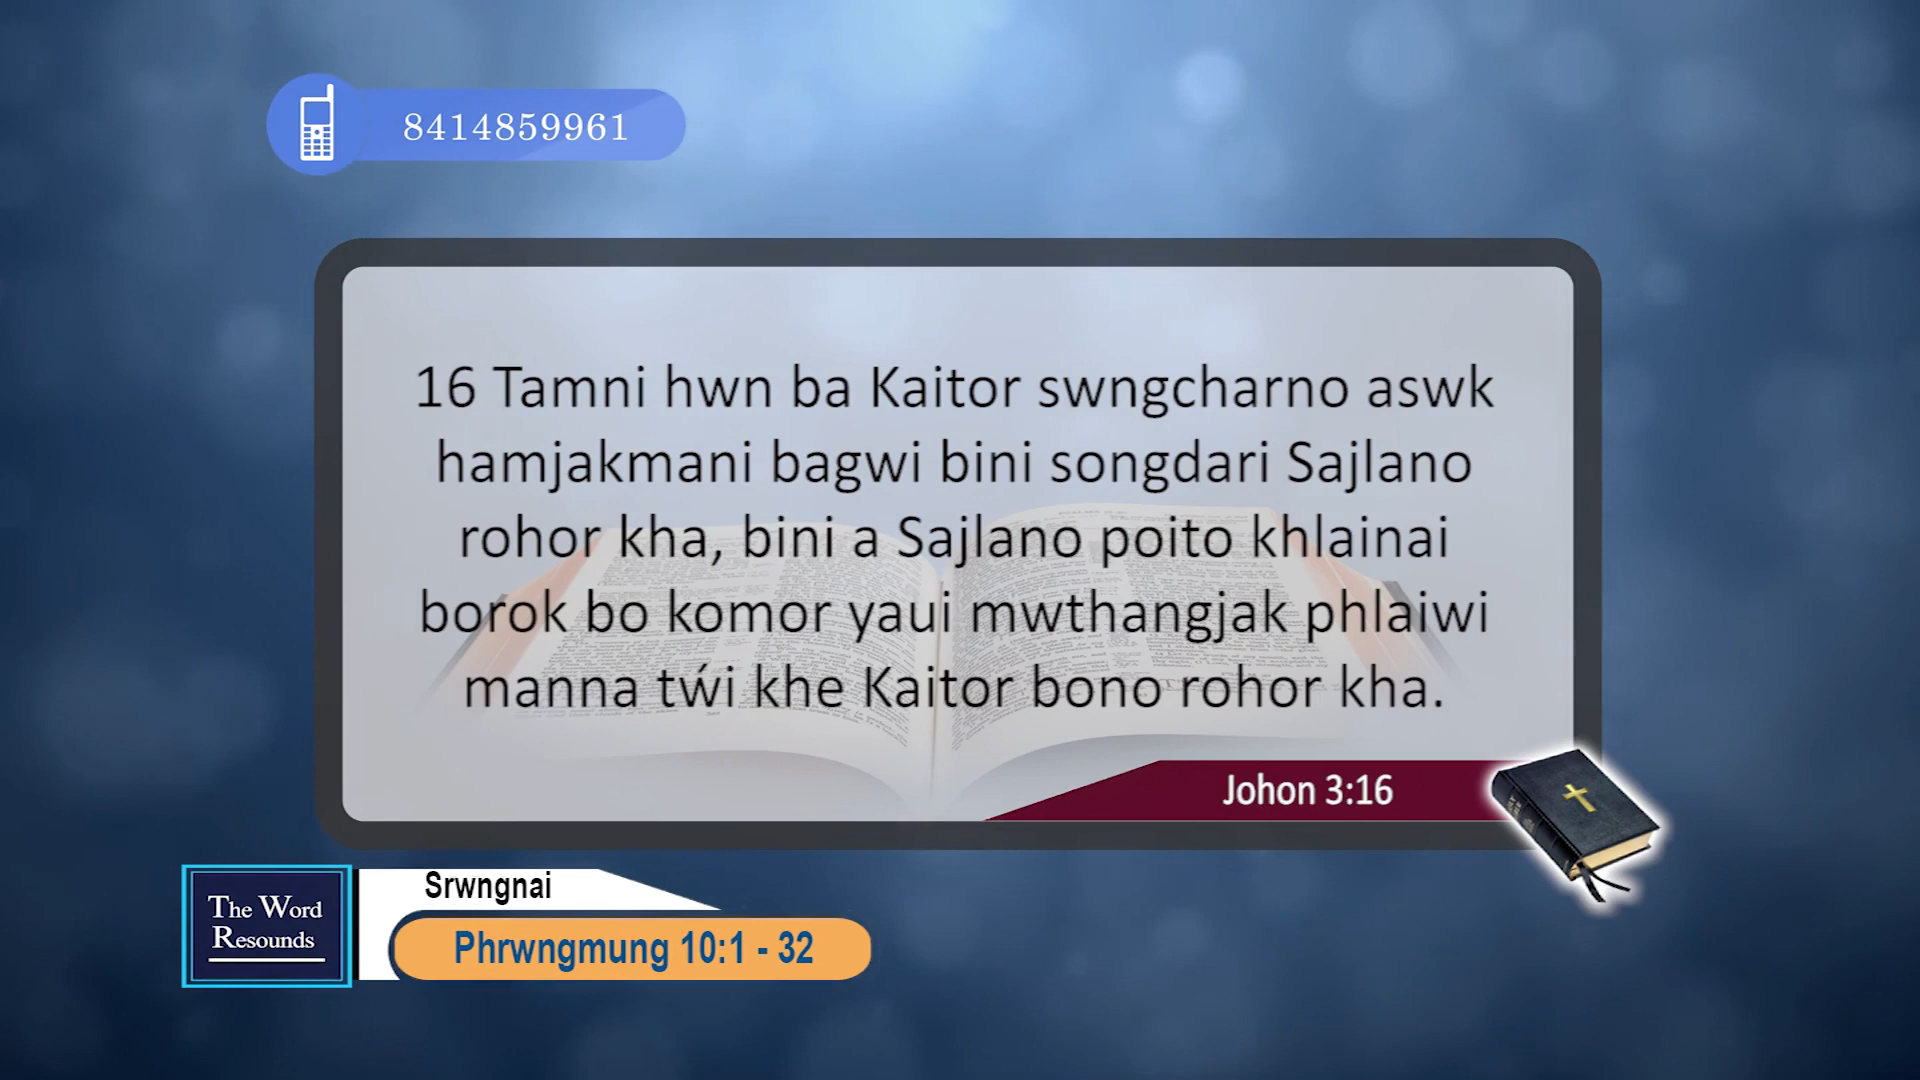 8414859961
16 Tamni hwn ba Kaitor swngcharno aswk
hamjakmani bagwi bini songdari Sajlano
rohor kha, bini a Sajlano poito khlainai
borok bo komor yaui mwthangjak phlaiwi
manna tẃi khe Kaitor bono rohor kha.
Johon 3:16
The Word
Resounds
Srwngnai
Phrwngmung 10:1 - 32